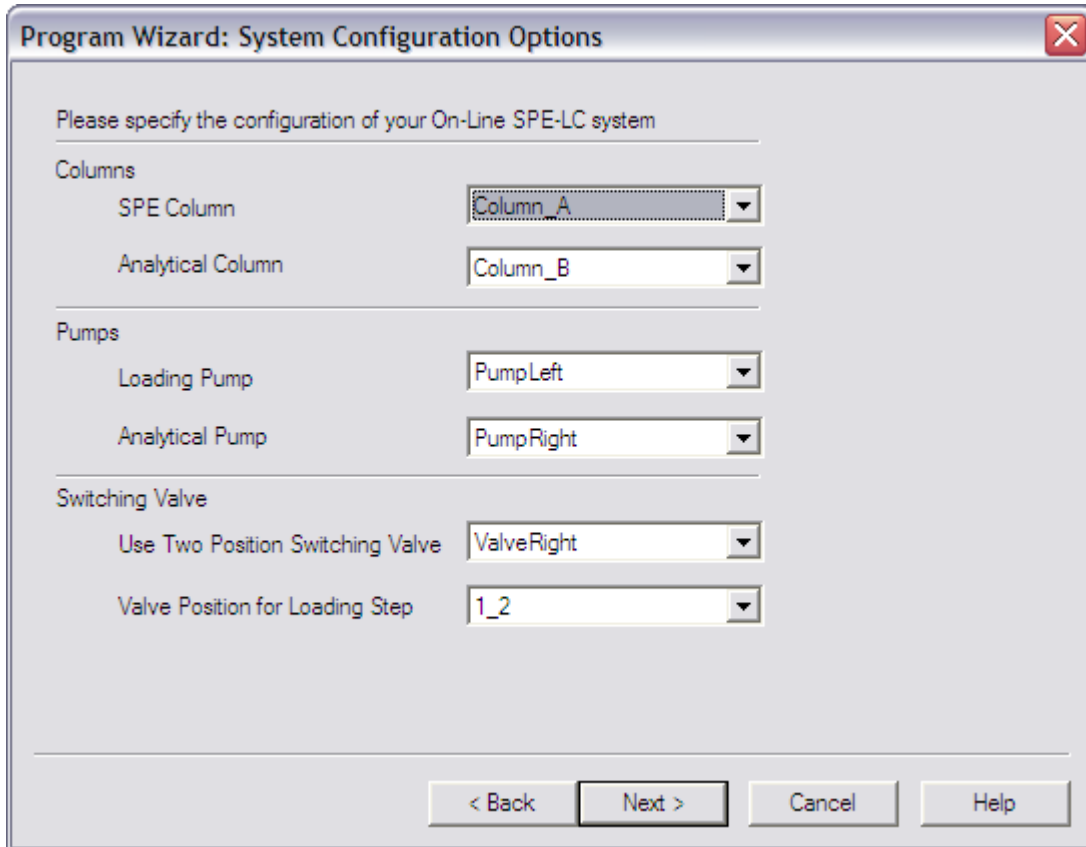 Program Wizard: System Configuration Options
Please specify the configuration of your On-Line SPE-LC system
Columns
SPE Column Column_A
Analytical Column Column_B
Pumps
Loading Pump PumpLeft
Analytical Pump PumpRight
Switching Valve
Use Two Position Switching Valve ValveRight
Valve Position for Loading Step 1_2
< Back Next > Cancel Help